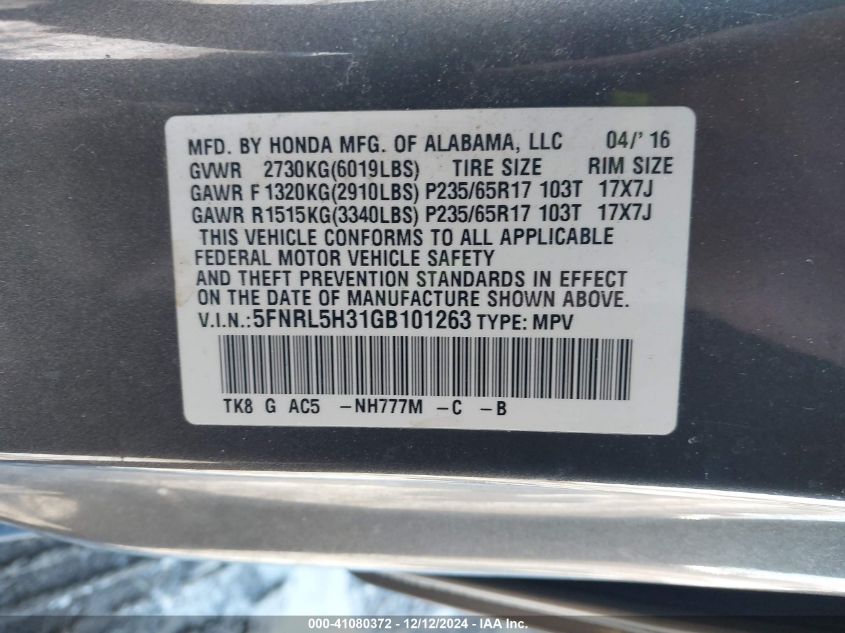 MFD. BY HONDA MFG. OF ALABAMA, LLC 04/' 16
GVWR 2730KG(6019LBS) TIRE SIZE RIM SIZE
GAWR F 1320KG(2910LBS) P235/65R17 103T 17X7J
GAWR R1515KG(3340LBS) P235/65R17 103T 17X7J
THIS VEHICLE CONFORMS TO ALL APPLICABLE
FEDERAL MOTOR VEHICLE SAFETY
AND THEFT PREVENTION STANDARDS IN EFFECT
ON THE DATE OF MANUFACTURE SHOWN ABOVE.
V.I.N.:5FNRL5H31GB101263 TYPE: MPV
TK8 G AC5 -NH777M -C -B
000-41080372 - 12/12/2024 - IAA Inc.